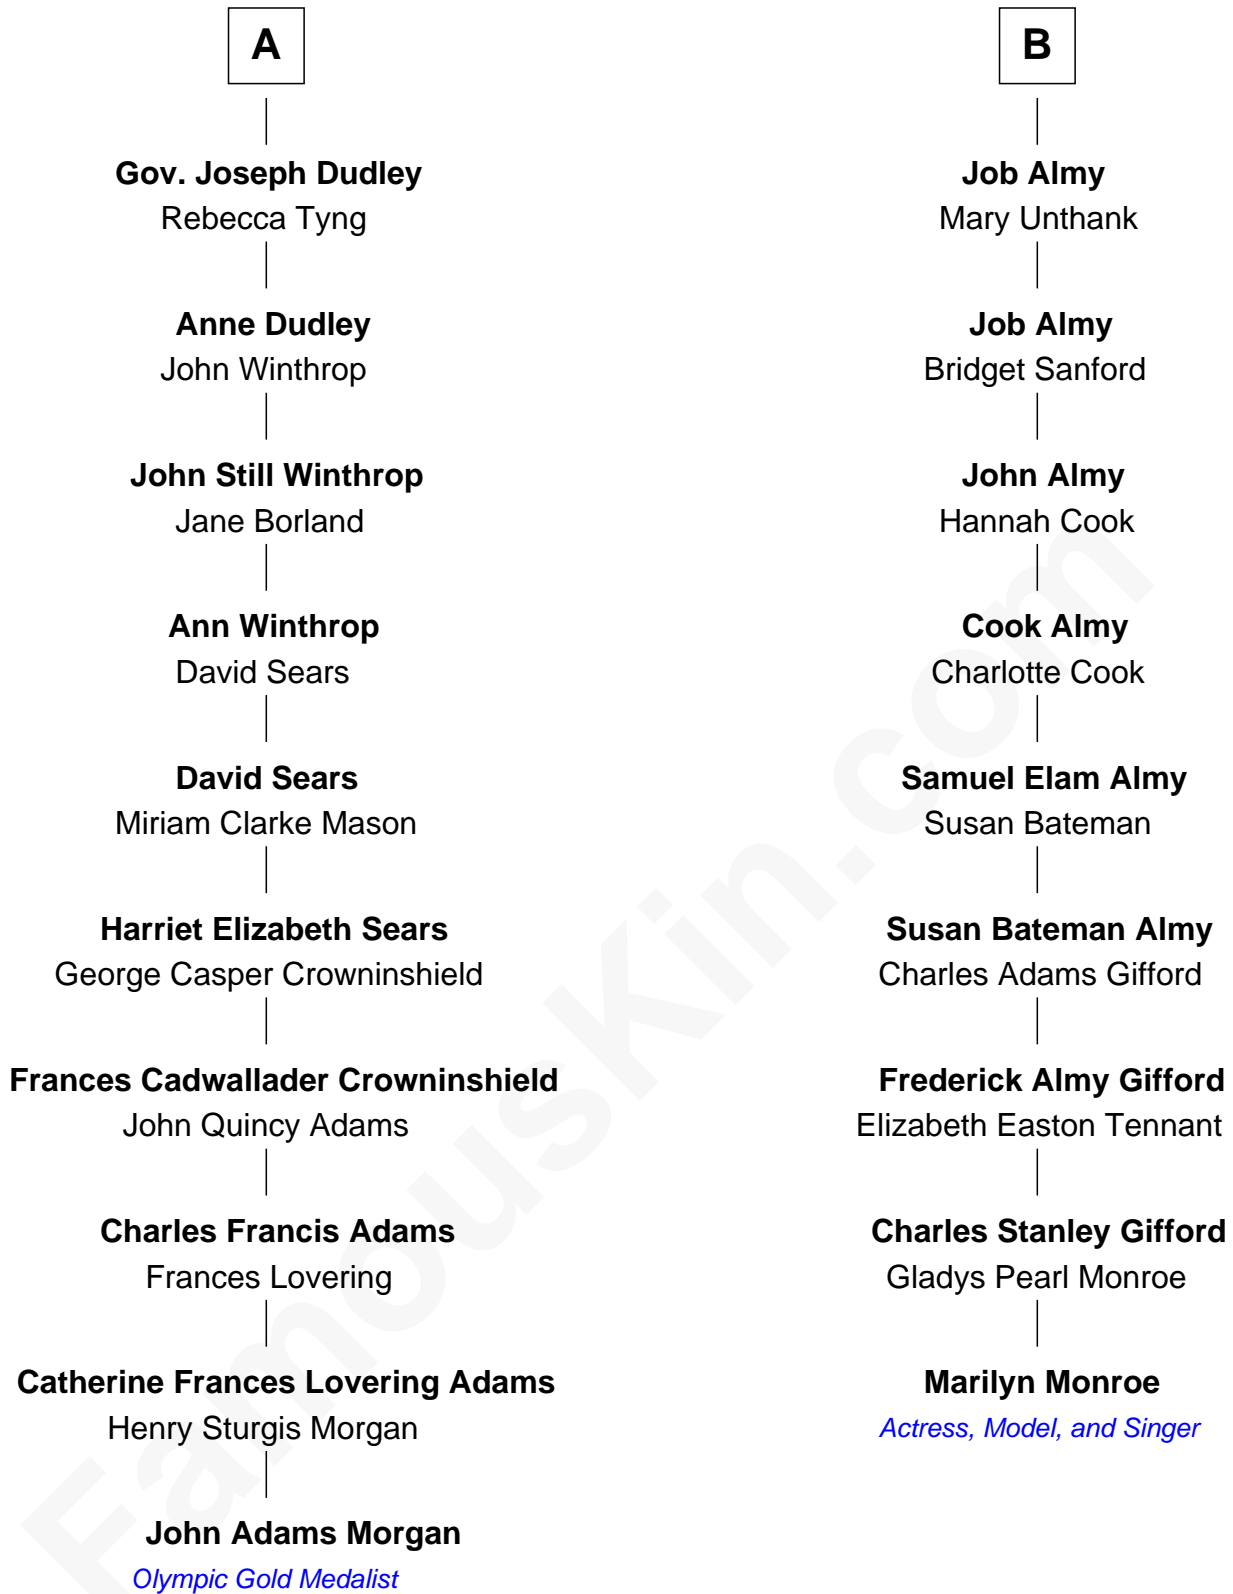 A
Gov. Joseph Dudley
Rebecca Tyng
Anne Dudley
John Winthrop
John Still Winthrop
Jane Borland
Ann Winthrop
David Sears
David Sears
Miriam Clarke Mason
Harriet Elizabeth Sears
George Casper Crowninshield
Frances Cadwallader Crowninshield
John Quincy Adams
Charles Francis Adams
Frances Lovering
Catherine Frances Lovering Adams
Henry Sturgis Morgan
John Adams Morgan
Olympic Gold Medalist
B
Job Almy
Mary Unthank
Job Almy
Bridget Sanford
John Almy
Hannah Cook
Cook Almy
Charlotte Cook
Samuel Elam Almy
Susan Bateman
Susan Bateman Almy
Charles Adams Gifford
Frederick Almy Gifford
Elizabeth Easton Tennant
Charles Stanley Gifford
Gladys Pearl Monroe
Marilyn Monroe
Actress, Model, and Singer
FamousKin.com